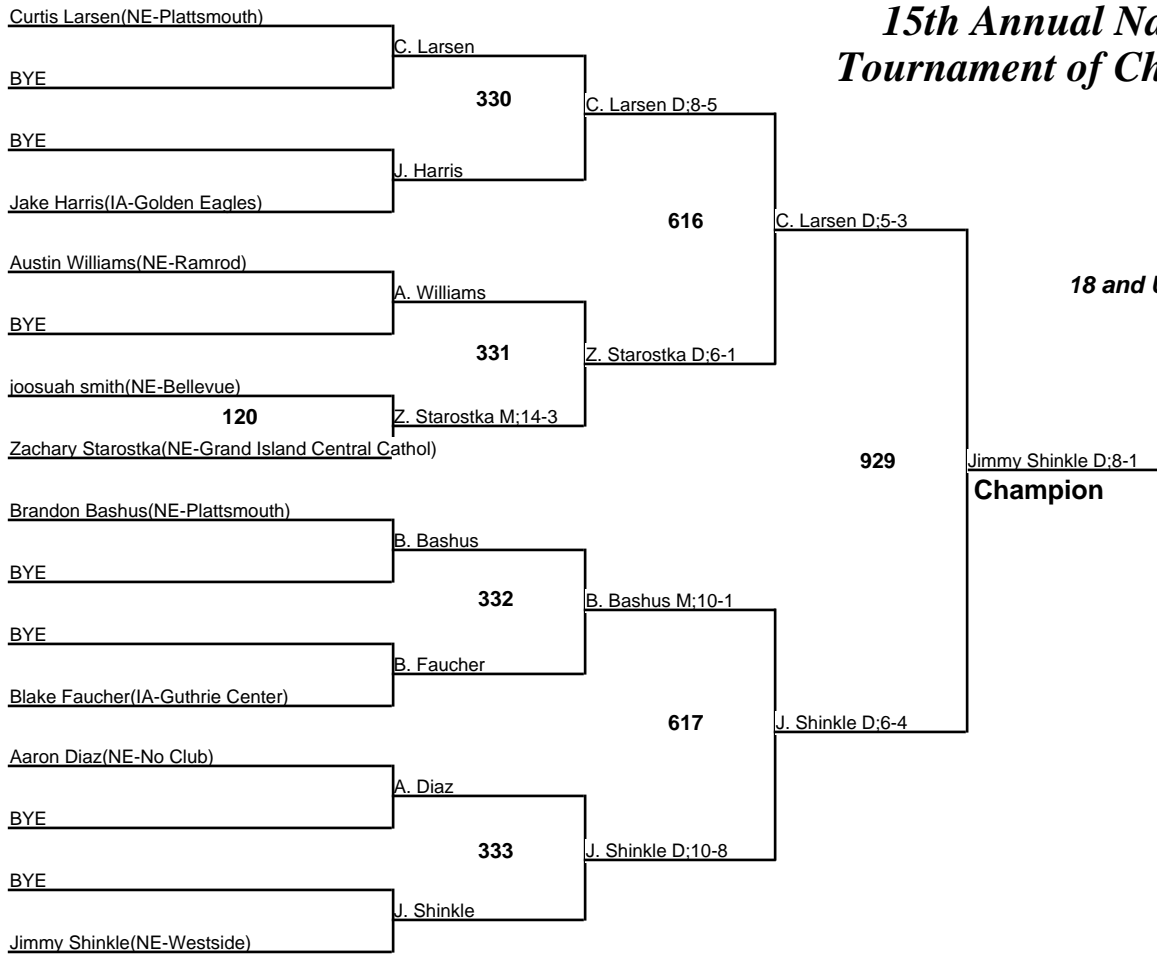 15th Annual Na
Tournament of Ch
18 and U
Curtis Larsen(NE-Plattsmouth)
C. Larsen
BYE
330
C. Larsen D;8-5
BYE
J. Harris
Jake Harris(IA-Golden Eagles)
616
C. Larsen D;5-3
Austin Williams(NE-Ramrod)
A. Williams
BYE
331
Z. Starostka D;6-1
joosuah smith(NE-Bellevue)
120
Z. Starostka M;14-3
Zachary Starostka(NE-Grand Island Central Cathol)
929
Jimmy Shinkle D;8-1
Champion
Brandon Bashus(NE-Plattsmouth)
B. Bashus
BYE
332
B. Bashus M;10-1
BYE
B. Faucher
Blake Faucher(IA-Guthrie Center)
617
J. Shinkle D;6-4
Aaron Diaz(NE-No Club)
A. Diaz
BYE
333
J. Shinkle D;10-8
BYE
J. Shinkle
Jimmy Shinkle(NE-Westside)